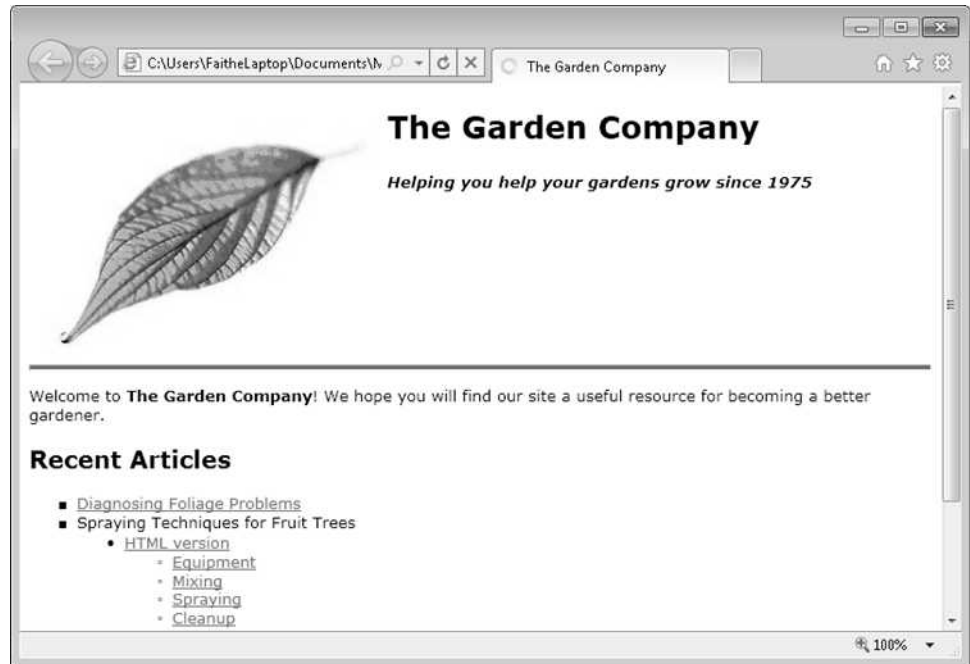 C:\Users\FaitheLaptop\Documents\M
The Garden Company
The Garden Company
Helping you help your gardens grow since 1975
Welcome to The Garden Company! We hope you will find our site a useful resource for becoming a better
gardener.
Recent Articles
Diagnosing Foliage Problems
Spraying Techniques for Fruit Trees
HTML version
Equipment
Mixing
Spraying
Cleanup
100%